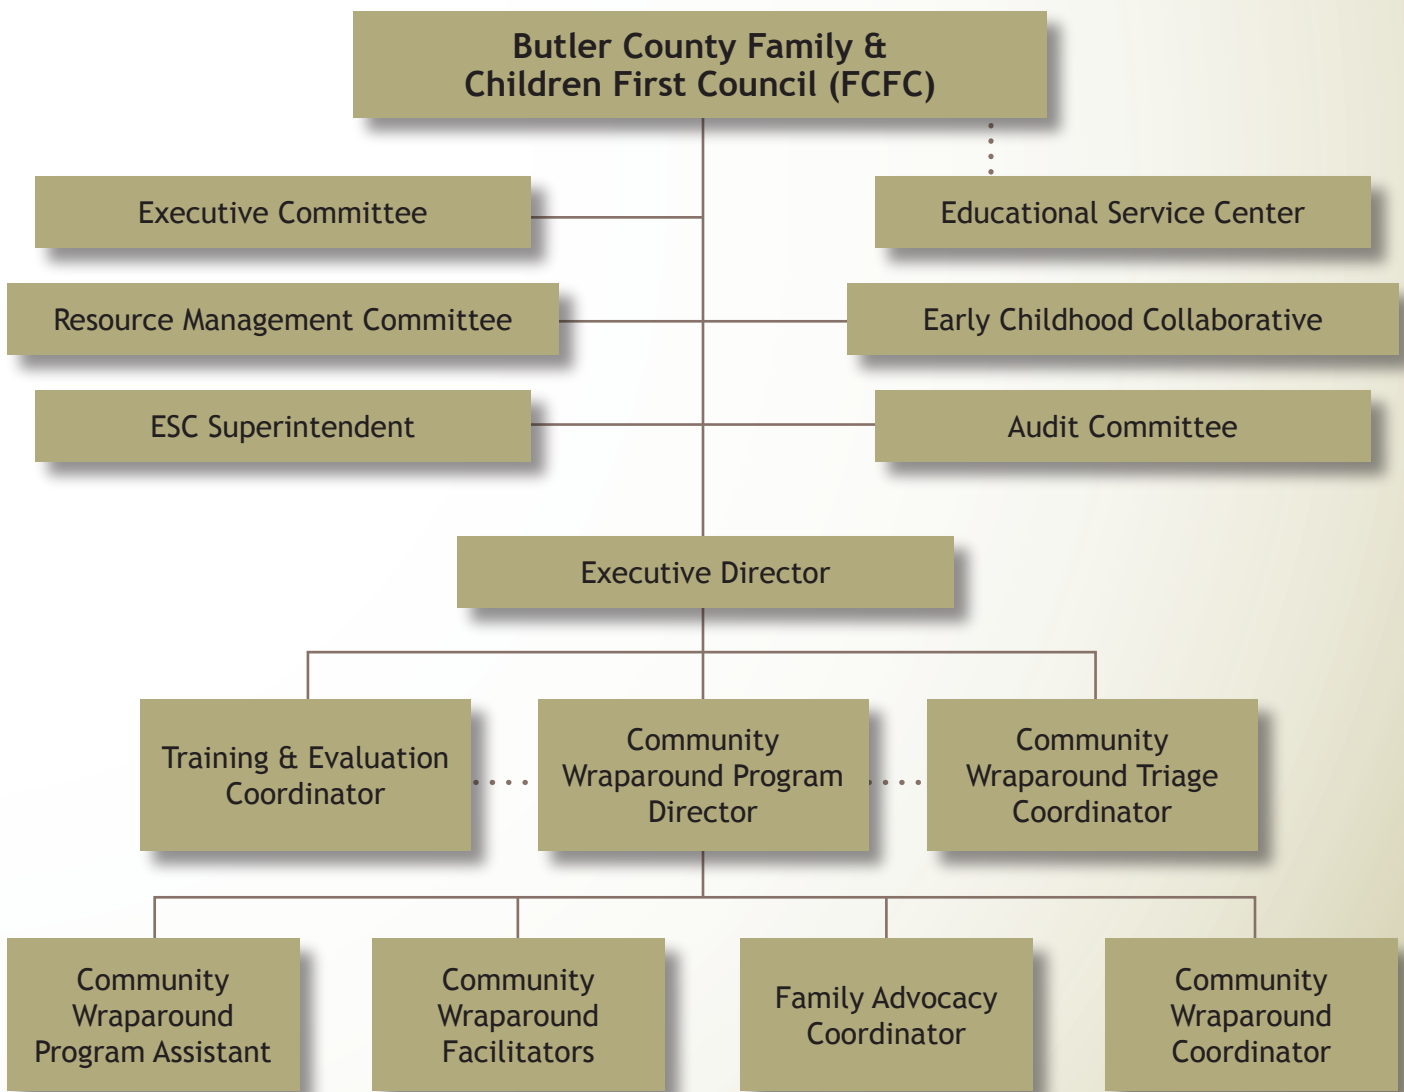 Butler County Family &
Children First Council (FCFC)
Executive Committee
Educational Service Center
Resource Management Committee
Early Childhood Collaborative
ESC Superintendent
Audit Committee
Executive Director
Training & Evaluation
Coordinator
Community
Wraparound Program
Director
Community
Wraparound Triage
Coordinator
Community
Wraparound
Program Assistant
Community
Wraparound
Facilitators
Family Advocacy
Coordinator
Community
Wraparound
Coordinator